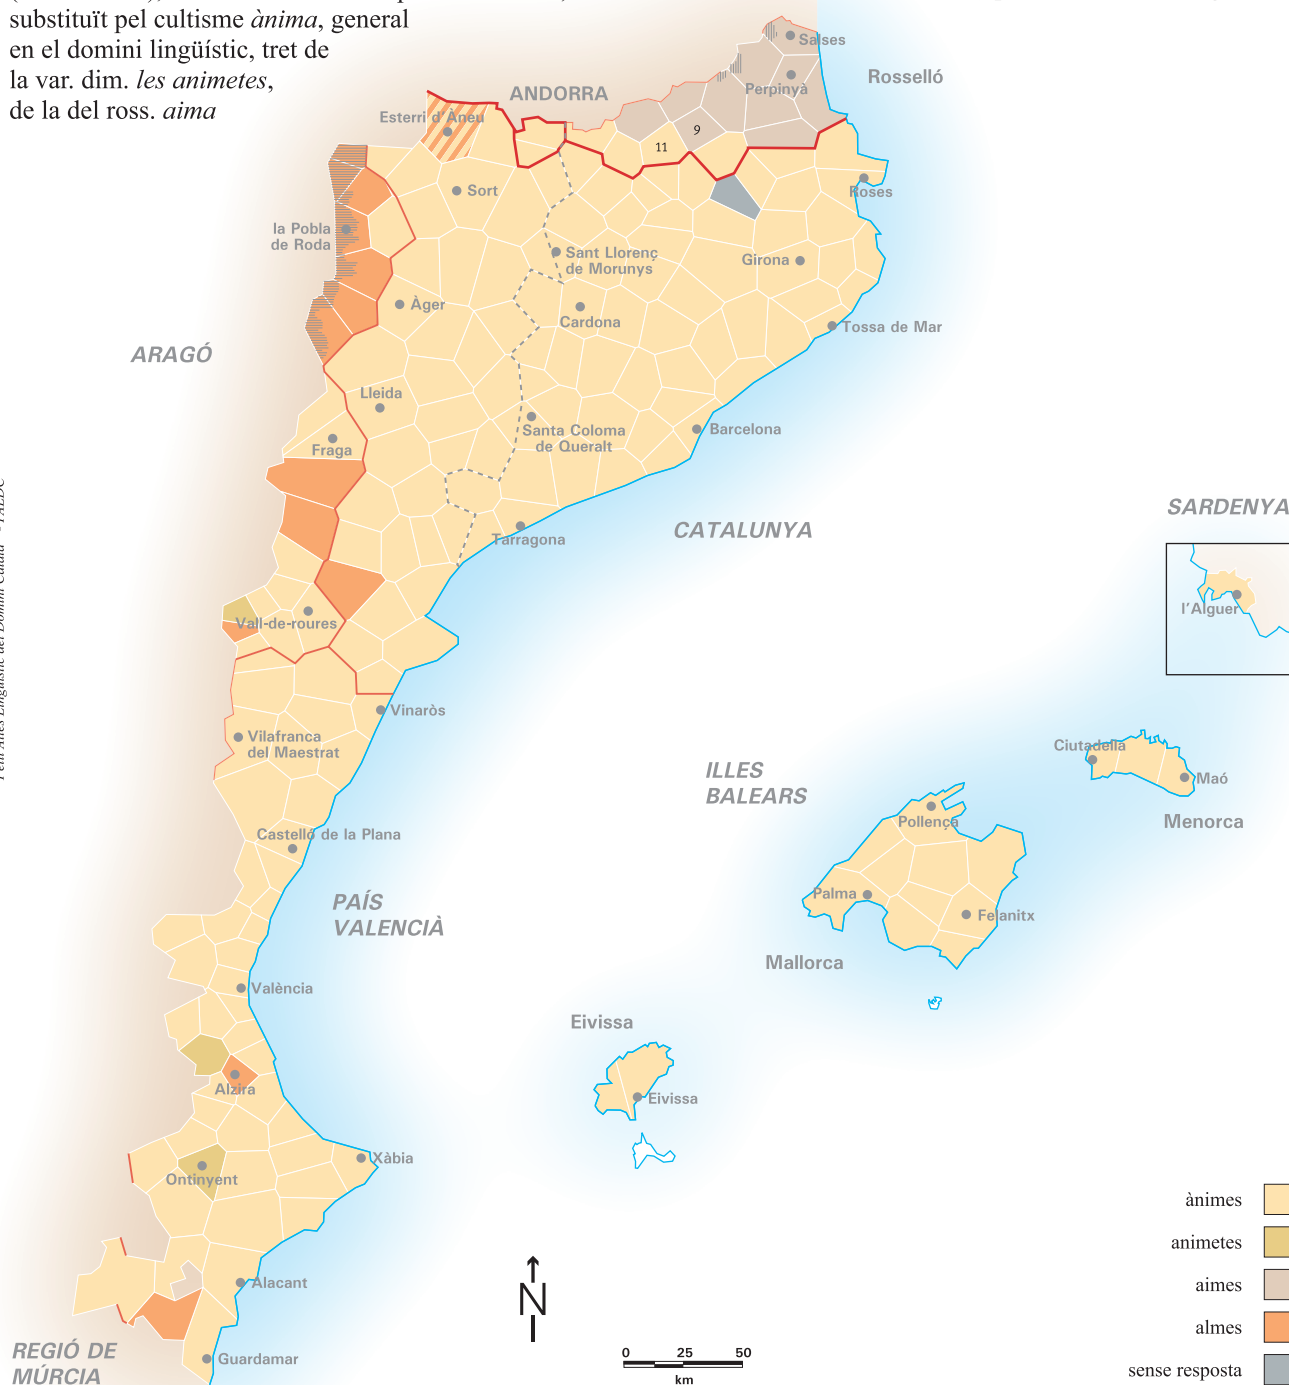 substituït pel cultisme ànima, general
en el domini lingüístic, tret de
la var. dim. les animetes,
de la del ross. aima
Salses
Rosselló
Perpinyà
ANDORRA
Esterri d'Àneu
9
11
Sort
Roses
la Pobla
de Roda
Sant Llorenç
de Morunys
Girona
Àger
Cardona
Tossa de Mar
ARAGÓ
Lleida
Santa Coloma
de Queralt
Barcelona
Fraga
SARDENYA
CATALUNYA
Tarragona
l'Alguer
Vall-de-roures
Vinaròs
Vilafranca
del Maestrat
Ciutadella
Maó
ILLES
BALEARS
Pollença
Menorca
Castelló de la Plana
Palma
Felanitx
PAÍS
VALENCIÀ
Mallorca
València
Eivissa
Alzira
Eivissa
Xàbia
Ontinyent
ànimes
animetes
aimes
almes
sense resposta
Alacant
N
REGIÓ DE
MÚRCIA
Guardamar
0 25 50
km